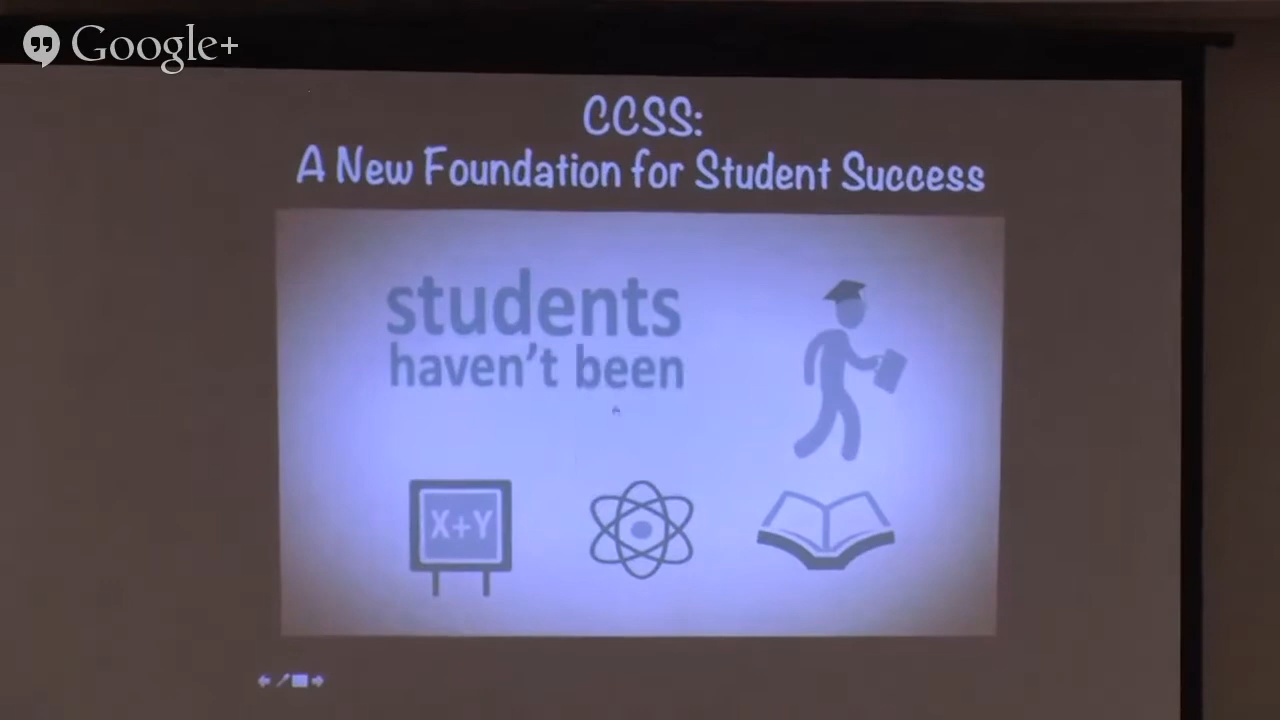 Google+
CCSS:
A New Foundation for Student Success
students
haven't been
X+Y